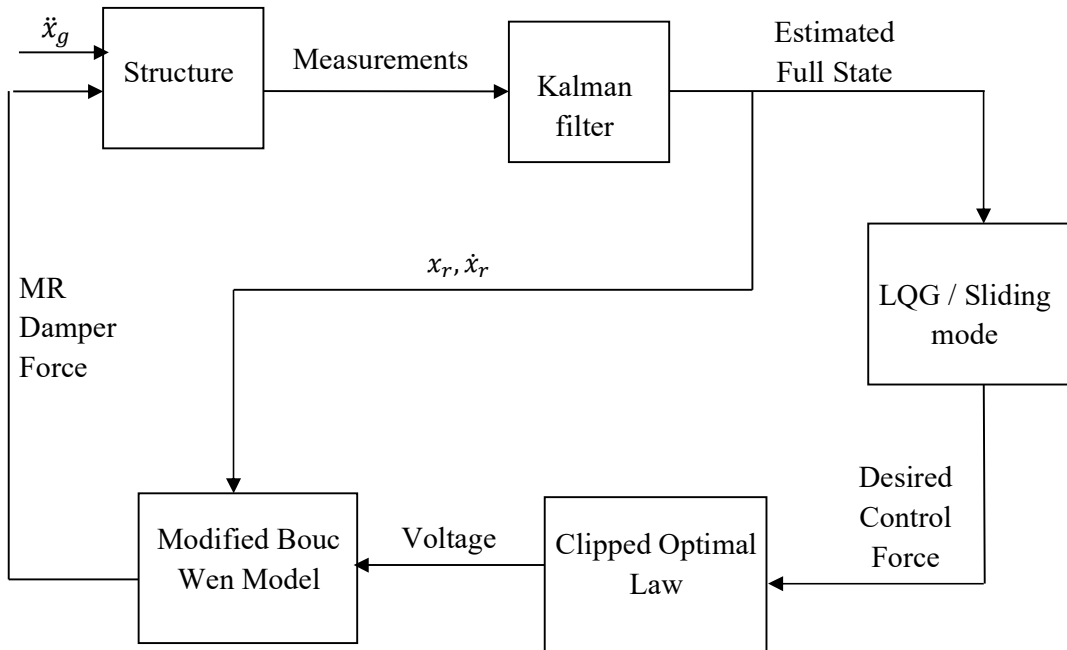 ẍ_g
Structure
Measurements
Kalman
filter
Estimated
Full State
x_r, ẋ_r
MR
Damper
Force
LQG / Sliding
mode
Desired
Control
Force
Modified Bouc
Wen Model
Voltage
Clipped Optimal
Law